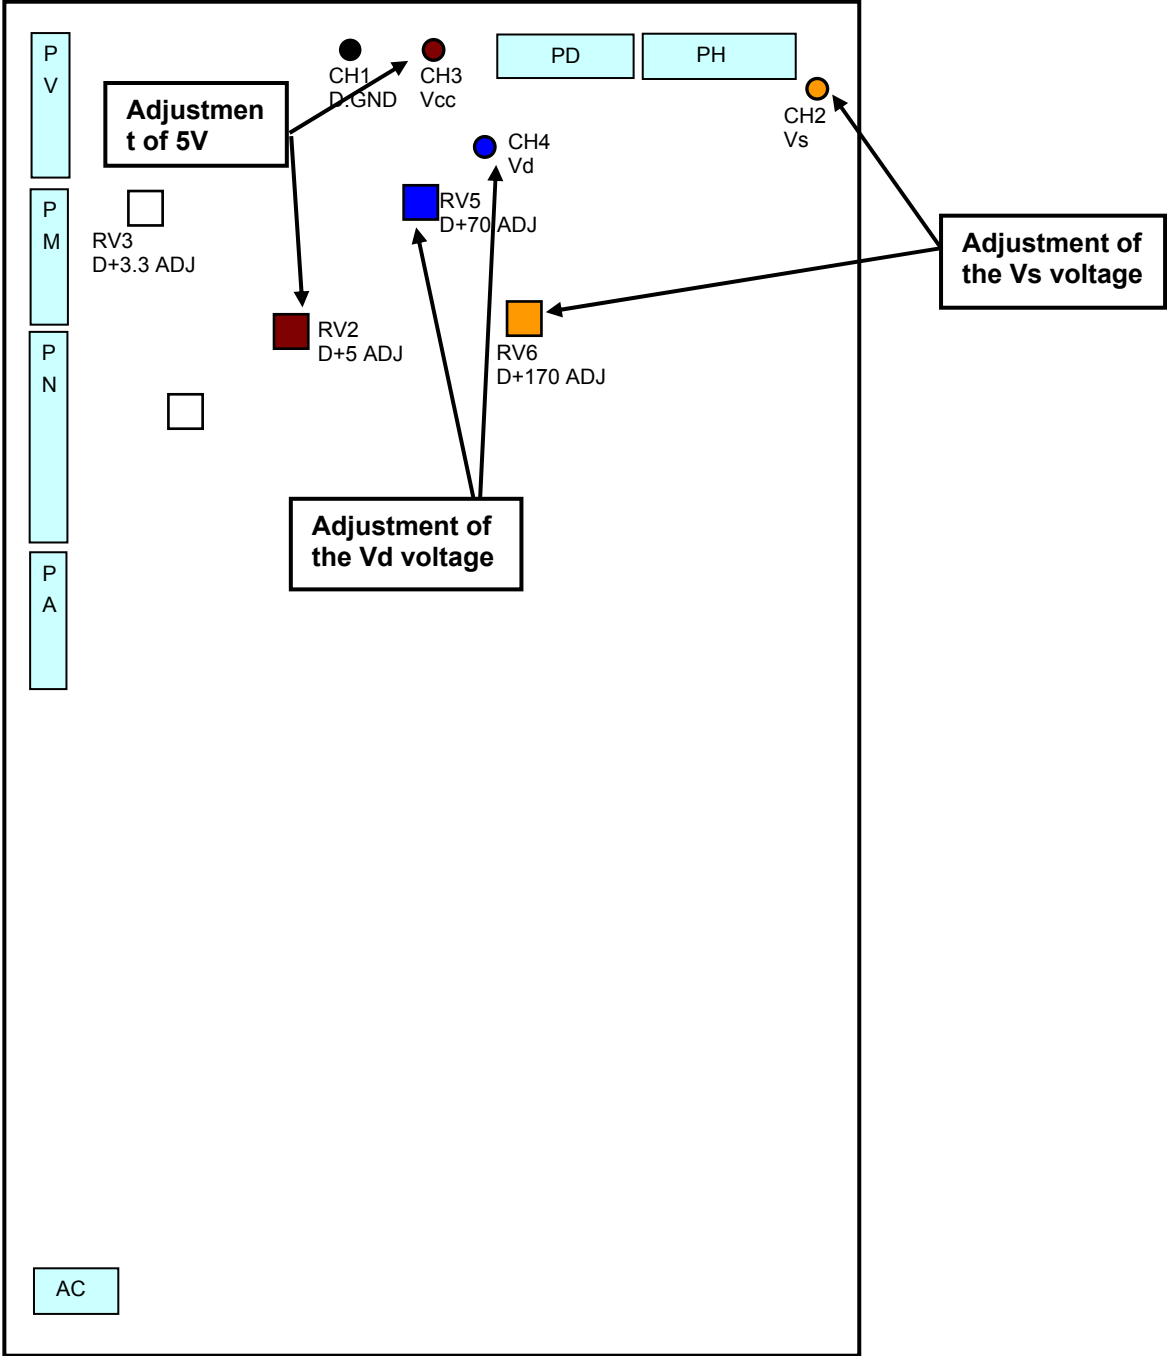 P
V
CH1
D.GND
CH3
Vcc
PD
PH
CH2
Vs
Adjustmen
t of 5V
CH4
Vd
P
M
RV3
D+3.3 ADJ
RV5
D+70 ADJ
Adjustment of
the Vs voltage
RV2
D+5 ADJ
RV6
D+170 ADJ
P
N
Adjustment of
the Vd voltage
P
A
AC